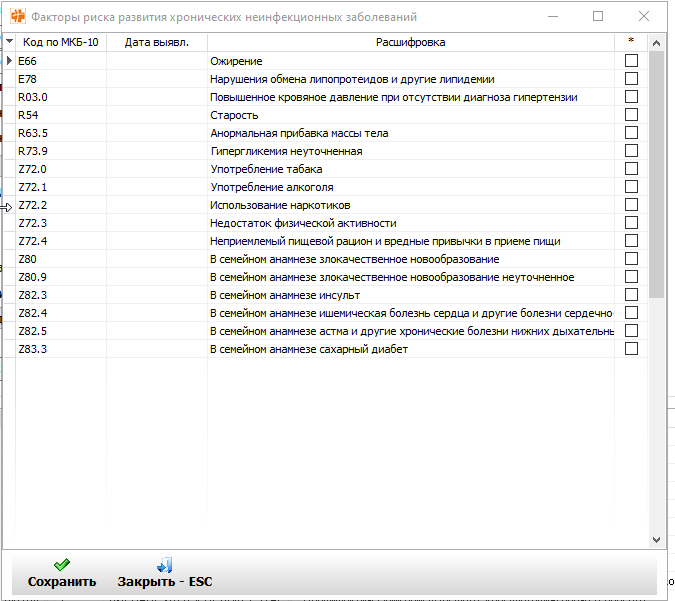 Факторы риска развития хронических неинфекционных заболеваний
Код по МКБ-10 Дата выявл. Расшифровка *
E66 Ожирение
E78 Нарушения обмена липопротеидов и другие липидемии
R03.0 Повышенное кровяное давление при отсутствии диагноза гипертензии
R54 Старость
R63.5 Анормальная прибавка массы тела
R73.9 Гипергликемия неуточненная
Z72.0 Употребление табака
Z72.1 Употребление алкоголя
Z72.2 Использование наркотиков
Z72.3 Недостаток физической активности
Z72.4 Неприемлемый пищевой рацион и вредные привычки в приеме пищи
Z80 В семейном анамнезе злокачественное новообразование
Z80.9 В семейном анамнезе злокачественное новообразование неуточненное
Z82.3 В семейном анамнезе инсульт
Z82.4 В семейном анамнезе ишемическая болезнь сердца и другие болезни сердечно-
Z82.5 В семейном анамнезе астма и другие хронические болезни нижних дыхательнь
Z83.3 В семейном анамнезе сахарный диабет
Сохранить Закрыть - ESC